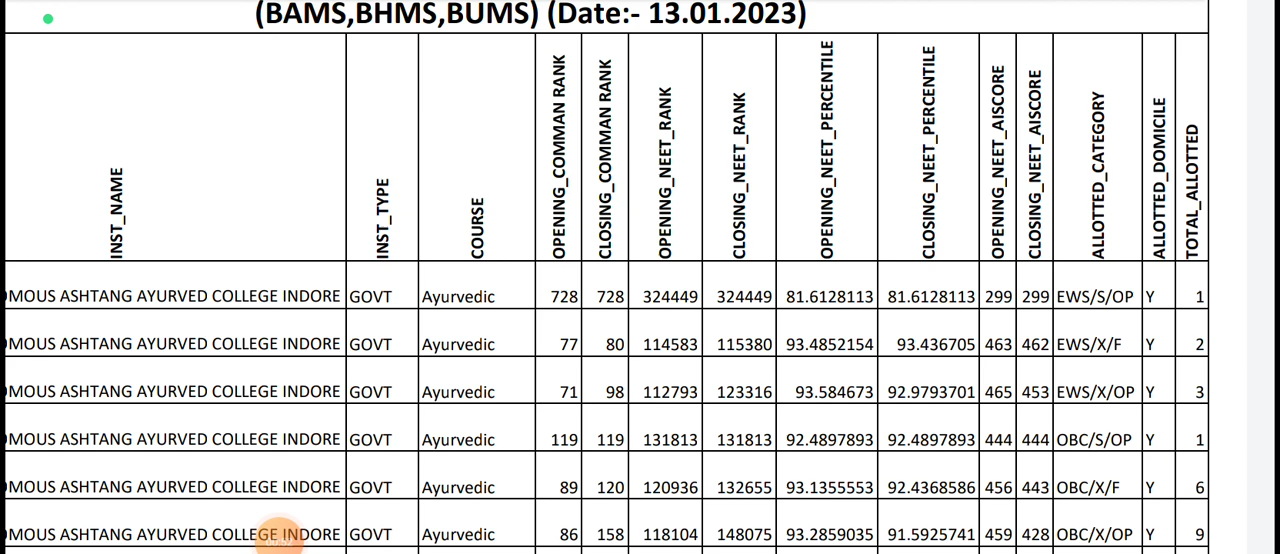 (BAMS,BHMS,BUMS) (Date:- 13.01.2023)
INST_NAME INST_TYPE COURSE OPENING_COMMAN RANK CLOSING_COMMAN RANK OPENING_NEET_RANK CLOSING_NEET_RANK OPENING_NEET_PERCENTILE CLOSING_NEET_PERCENTILE OPENING_NEET_AISCORE CLOSING_NEET_AISCORE ALLOTTED_CATEGORY ALLOTTED_DOMICILE TOTAL_ALLOTTED
OMOUS ASHTANG AYURVED COLLEGE INDORE GOVT Ayurvedic 728 728 324449 324449 81.6128113 81.6128113 299 299 EWS/S/OP Y 1
OMOUS ASHTANG AYURVED COLLEGE INDORE GOVT Ayurvedic 77 80 114583 115380 93.4852154 93.436705 463 462 EWS/X/F Y 2
OMOUS ASHTANG AYURVED COLLEGE INDORE GOVT Ayurvedic 71 98 112793 123316 93.584673 92.9793701 465 453 EWS/X/OP Y 3
OMOUS ASHTANG AYURVED COLLEGE INDORE GOVT Ayurvedic 119 119 131813 131813 92.4897893 92.4897893 444 444 OBC/S/OP Y 1
OMOUS ASHTANG AYURVED COLLEGE INDORE GOVT Ayurvedic 89 120 120936 132655 93.1355553 92.4368586 456 443 OBC/X/F Y 6
OMOUS ASHTANG AYURVED COLLEGE INDORE GOVT Ayurvedic 86 158 118104 148075 93.2859035 91.5925741 459 428 OBC/X/OP Y 9